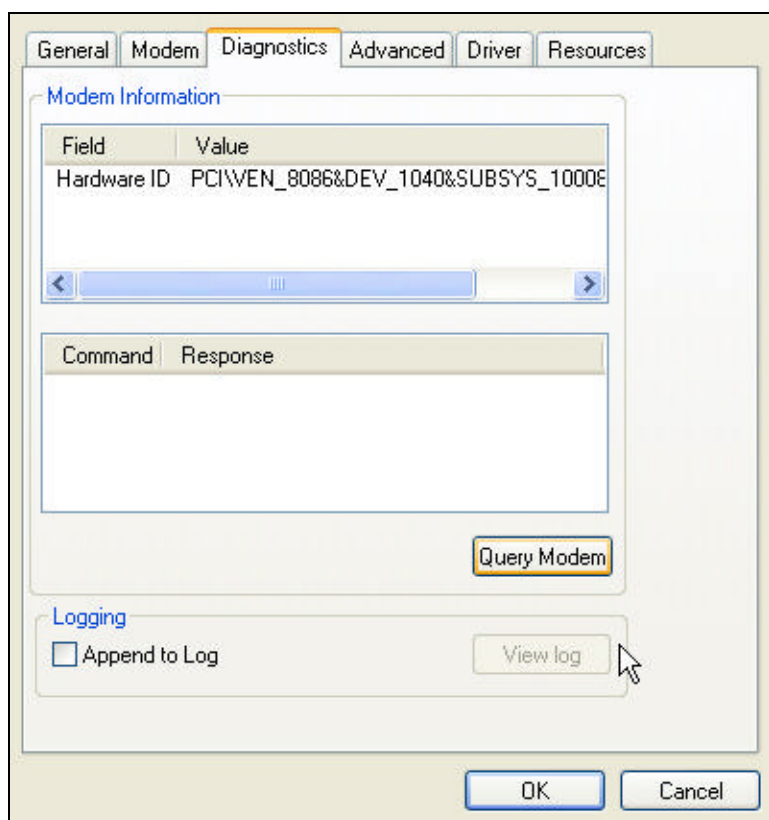 General Modem Diagnostics Advanced Driver Resources
Modem Information
Field Value
Hardware ID PCI\VEN_8086&DEV_1040&SUBSYS_10008
Command Response
Query Modem
Logging
Append to Log View log
OK Cancel